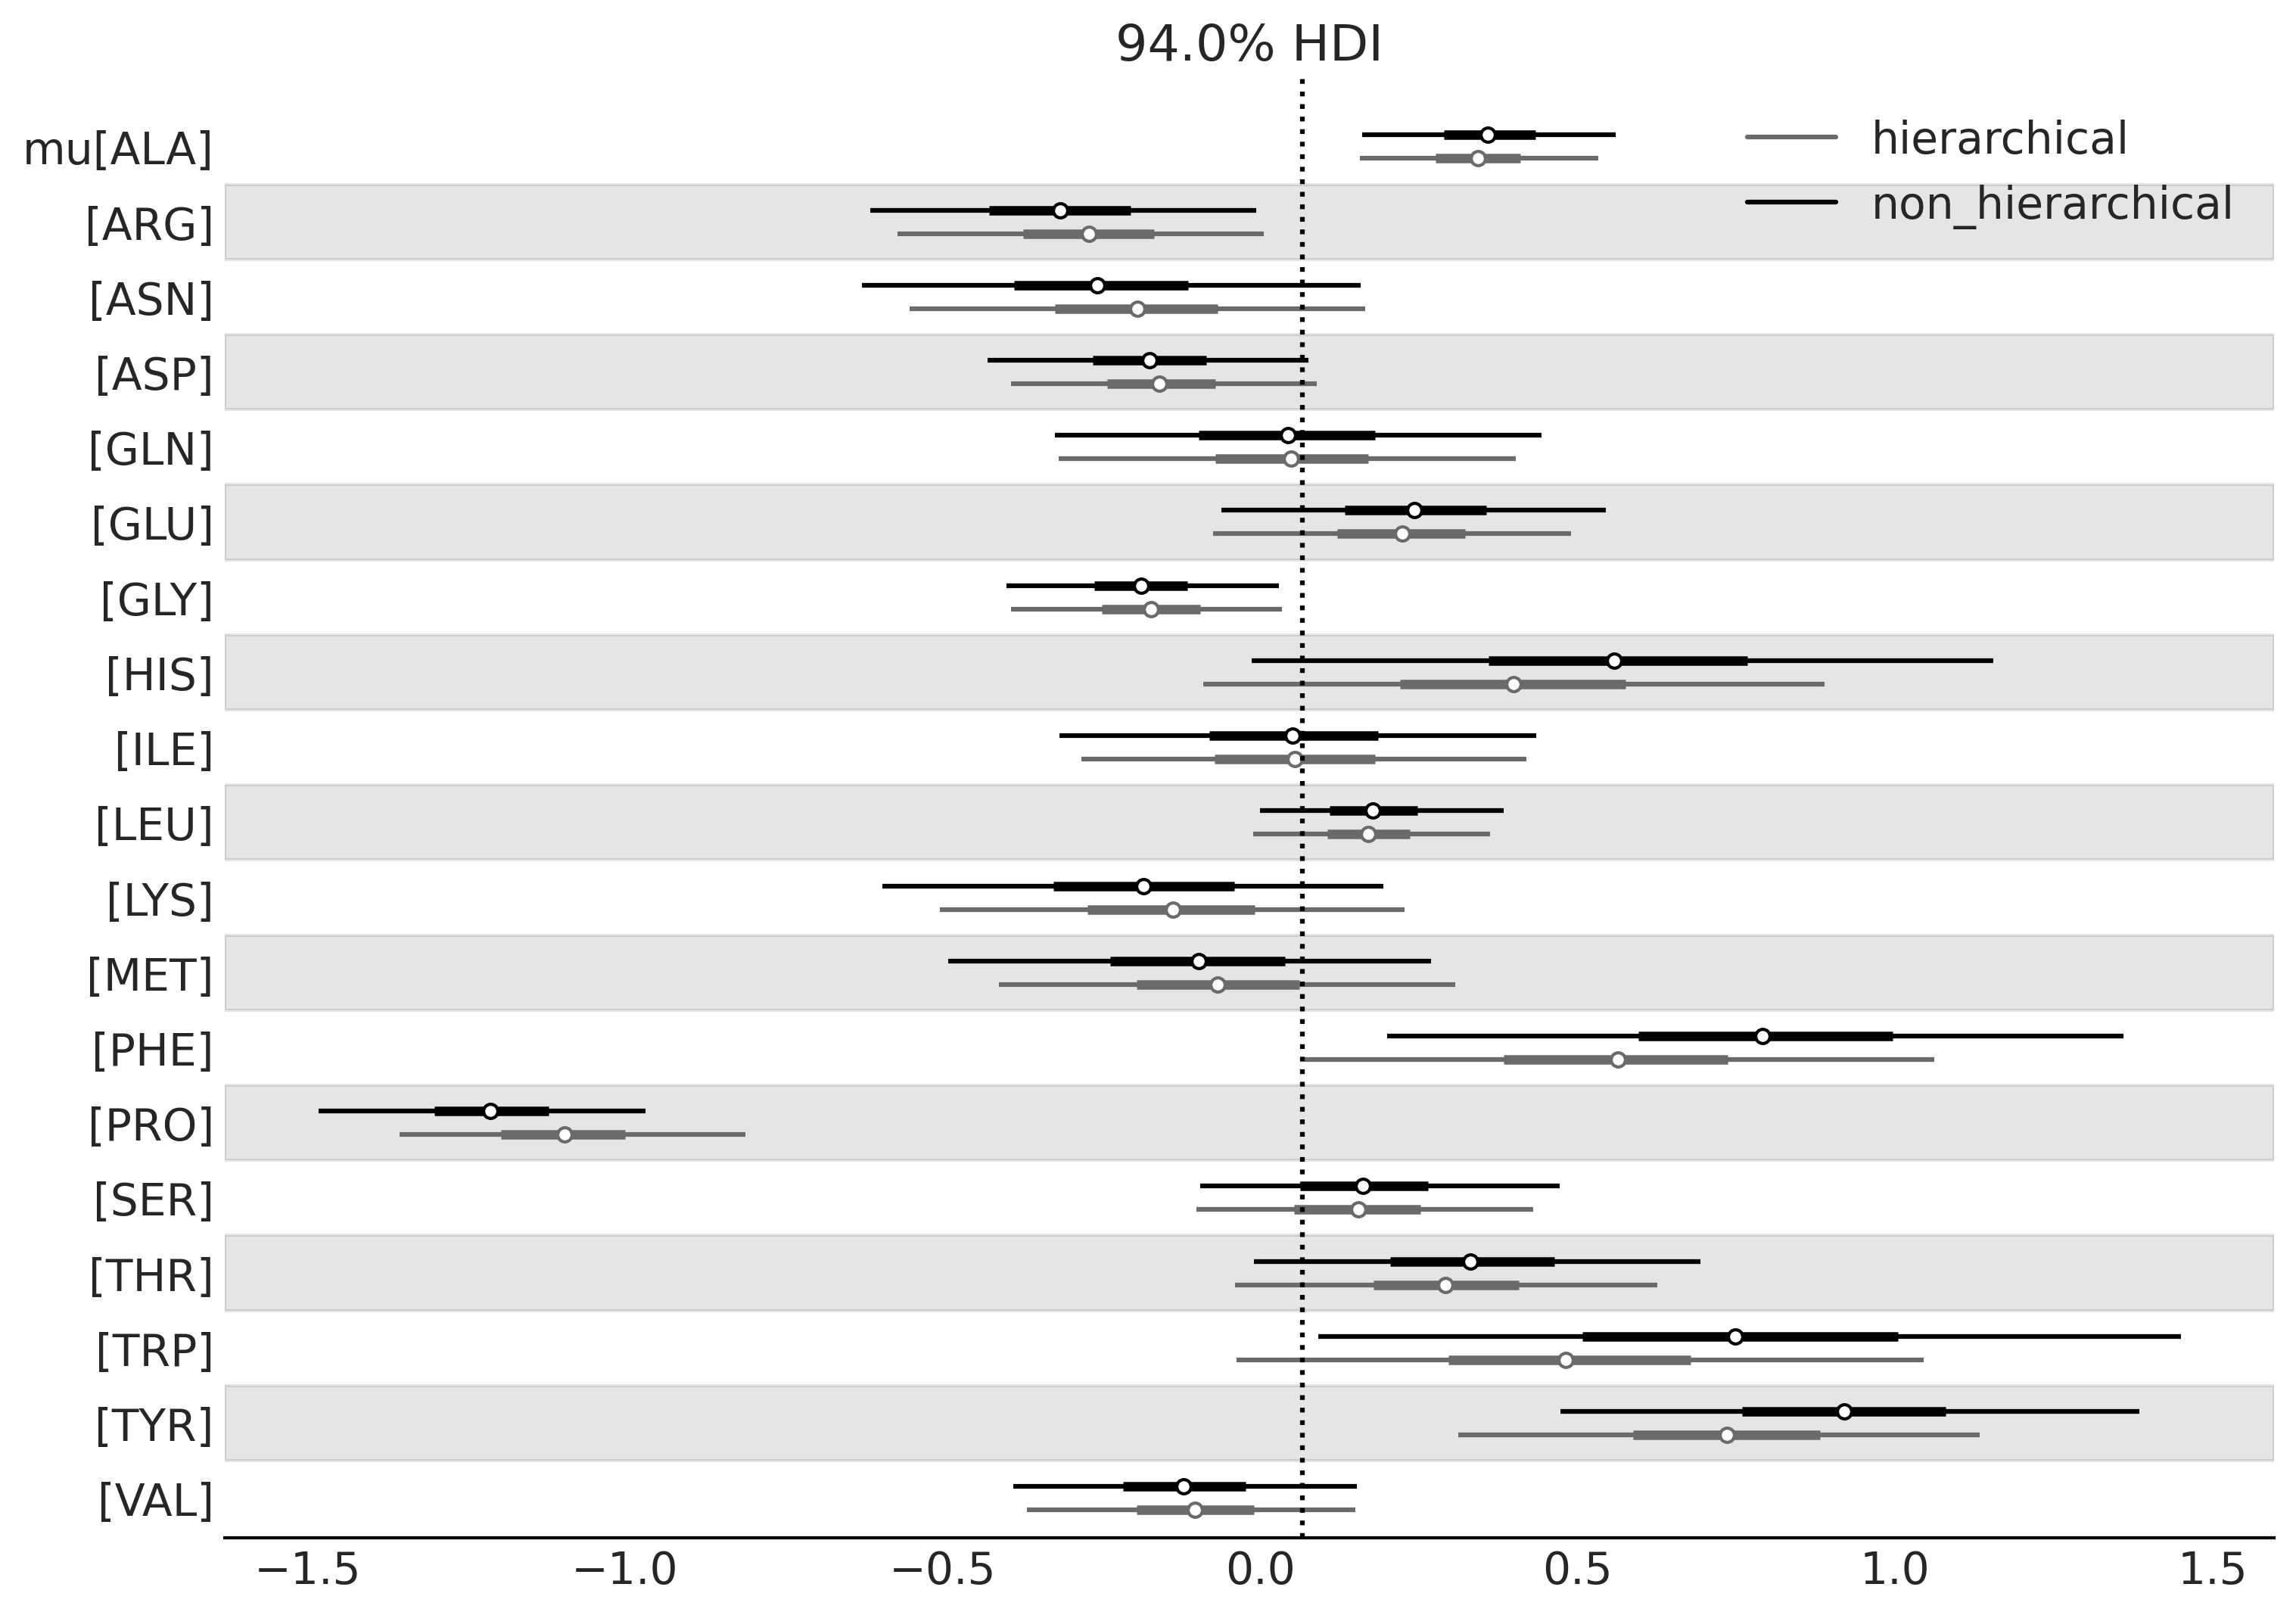 94.0% HDI
hierarchical
non_hierarchical
mu[ALA]
[ARG]
[ASN]
[ASP]
[GLN]
[GLU]
[GLY]
[HIS]
[ILE]
[LEU]
[LYS]
[MET]
[PHE]
[PRO]
[SER]
[THR]
[TRP]
[TYR]
[VAL]
−1.5 −1.0 −0.5 0.0 0.5 1.0 1.5